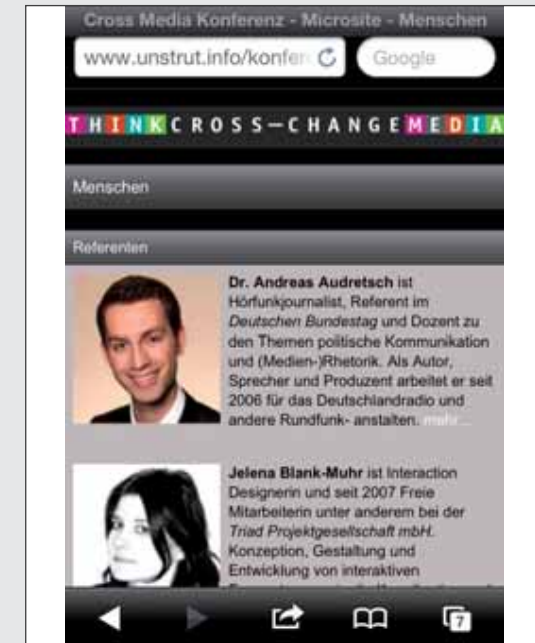 Cross Media Konferenz - Microsite - Menschen
www.unstrut.info/konfer
Google
THINKCROSS—CHANGEMEDIA
Menschen
Referenten
Dr. Andreas Audretsch ist
Hörfunkjournalist, Referent im
Deutschen Bundestag und Dozent zu
den Themen politische Kommunikation
und (Medien-)Rhetorik. Als Autor,
Sprecher und Produzent arbeitet er seit
2006 für das Deutschlandradio und
andere Rundfunk- anstalten. mehr...
Jelena Blank-Muhr ist Interaction
Designerin und seit 2007 Freie
Mitarbeiterin unter anderem bei der
Triad Projektgesellschaft mbH.
Konzeption, Gestaltung und
Entwicklung von interaktiven
7